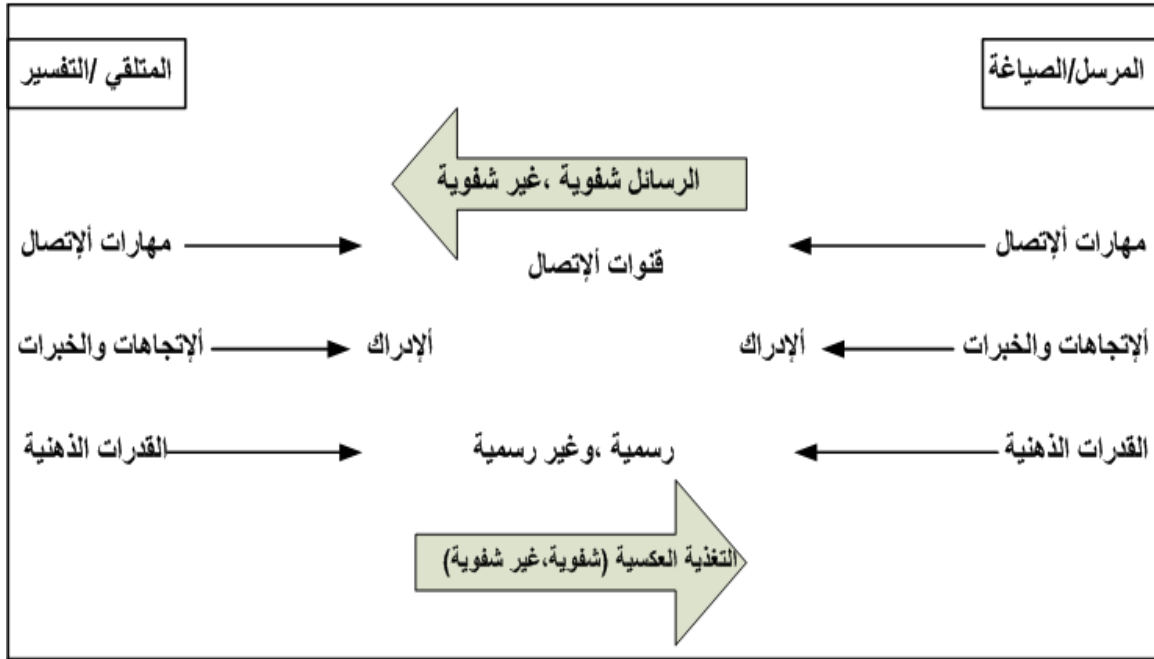 المرسل/الصياغة
المتلقي /التفسير
الرسائل شفوية ،غير شفوية
مهارات ألإتصال
قنوات ألإتصال
مهارات ألإتصال
ألإتجاهات والخبرات
ألإدراك
ألإدراك
ألإتجاهات والخبرات
القدرات الذهنية
رسمية ،وغير رسمية
القدرات الذهنية
التغذية العكسية (شفوية،غير شفوية)